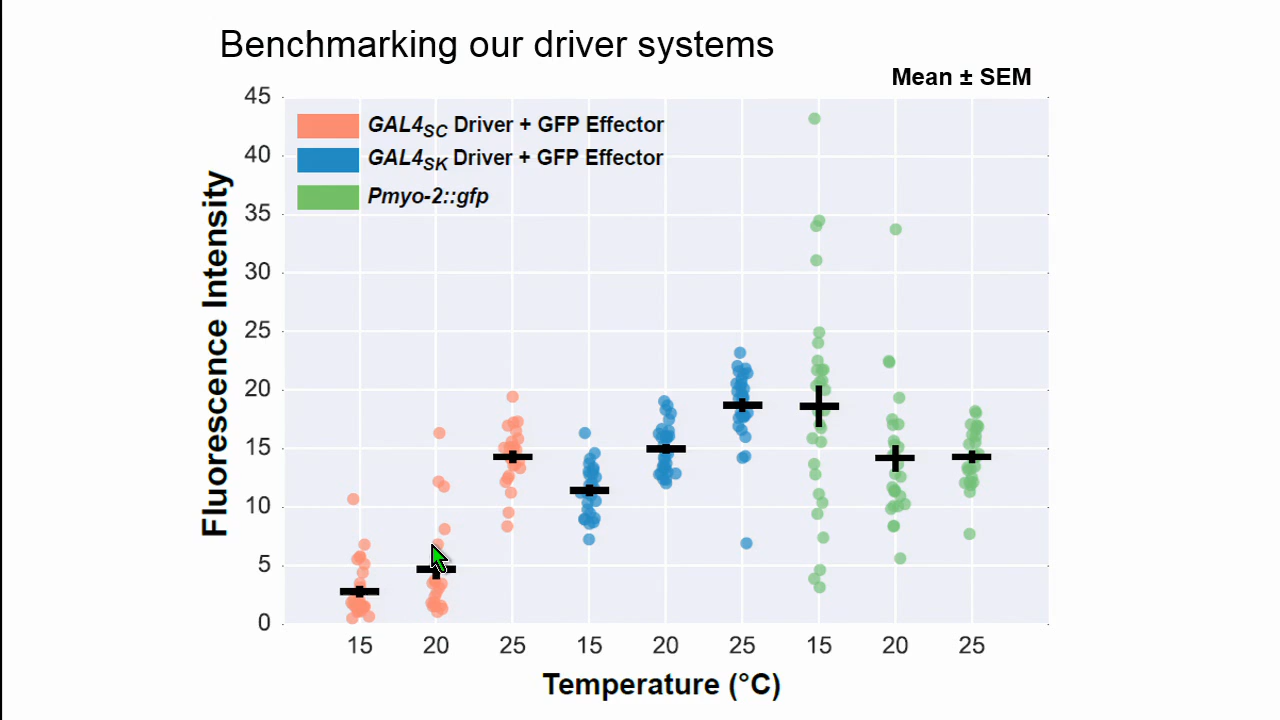 Benchmarking our driver systems
Mean ± SEM
GAL4SC Driver + GFP Effector
GAL4SK Driver + GFP Effector
Pmyo-2::gfp
Fluorescence Intensity
45
40
35
30
25
20
15
10
5
0
15 20 25 15 20 25 15 20 25
Temperature (°C)